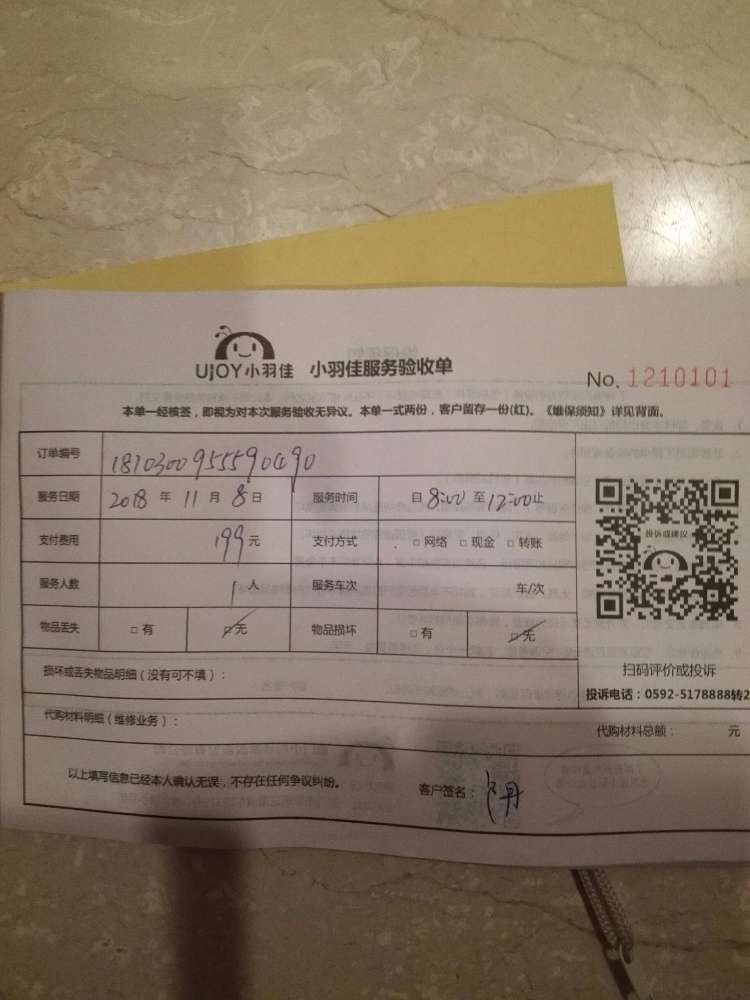 UJOY小羽佳 小羽佳服务验收单
No. 1210101
本单一经核签，即视为对本次服务验收无异议。本单一式两份，客户留存一份(红)。《维保须知》详见背面。
订单编号 1810300955590490
服务日期 2018 年 11 月 8 日 服务时间 自 8:00 至 12:00 止
支付费用 199 元 支付方式 □ 网络 □ 现金 □ 转账
投诉或建议
服务人数 1 人 服务车次 车/次
物品丢失 □ 有 □ 无 物品损坏 □ 有 □ 无
扫码评价或投诉
损坏或丢失物品明细（没有可不填）：
投诉电话：0592-5178888转2
代购材料明细（维修业务）：
代购材料总额： 元
以上填写信息已经本人确认无误，不存在任何争议纠纷。
客户签名：